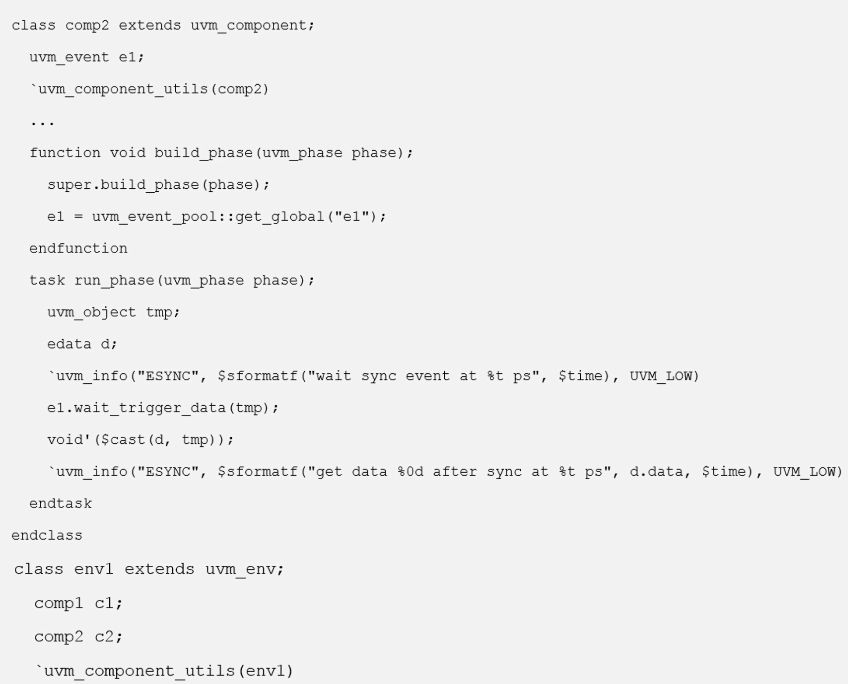 class comp2 extends uvm_component;
uvm_event e1;
`uvm_component_utils(comp2)
...
function void build_phase(uvm_phase phase);
super.build_phase(phase);
e1 = uvm_event_pool::get_global("e1");
endfunction
task run_phase(uvm_phase phase);
uvm_object tmp;
edata d;
`uvm_info("ESYNC", $sformatf("wait sync event at %t ps", $time), UVM_LOW)
e1.wait_trigger_data(tmp);
void'($cast(d, tmp));
`uvm_info("ESYNC", $sformatf("get data %0d after sync at %t ps", d.data, $time), UVM_LOW)
endtask
endclass
class env1 extends uvm_env;
comp1 c1;
comp2 c2;
`uvm_component_utils(env1)